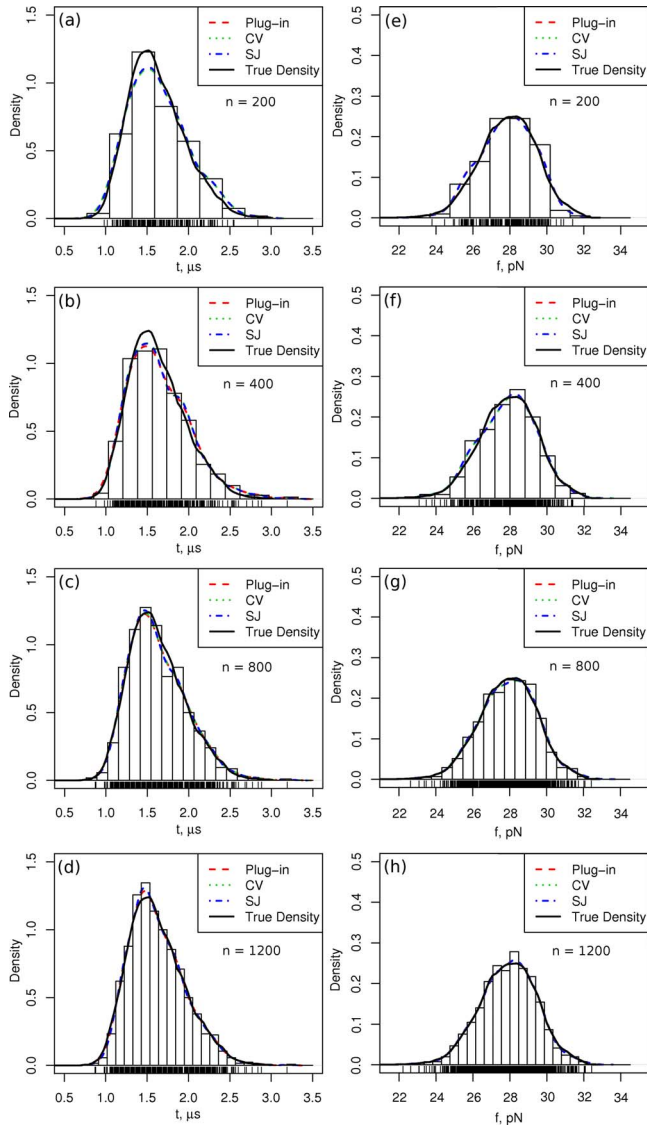 (a)
Plug-in
CV
SJ
True Density
n = 200
Density
0.0 0.5 1.0 1.5
0.5 1.0 1.5 2.0 2.5 3.0 3.5
t, μs
(e)
Plug-in
CV
SJ
True Density
n = 200
Density
0.0 0.1 0.2 0.3 0.4 0.5
22 24 26 28 30 32 34
f, pN
(b)
Plug-in
CV
SJ
True Density
n = 400
Density
0.0 0.5 1.0 1.5
0.5 1.0 1.5 2.0 2.5 3.0 3.5
t, μs
(f)
Plug-in
CV
SJ
True Density
n = 400
Density
0.0 0.1 0.2 0.3 0.4 0.5
22 24 26 28 30 32 34
f, pN
(c)
Plug-in
CV
SJ
True Density
n = 800
Density
0.0 0.5 1.0 1.5
0.5 1.0 1.5 2.0 2.5 3.0 3.5
t, μs
(g)
Plug-in
CV
SJ
True Density
n = 800
Density
0.0 0.1 0.2 0.3 0.4 0.5
22 24 26 28 30 32 34
f, pN
(d)
Plug-in
CV
SJ
True Density
n = 1200
Density
0.0 0.5 1.0 1.5
0.5 1.0 1.5 2.0 2.5 3.0 3.5
t, μs
(h)
Plug-in
CV
SJ
True Density
n = 1200
Density
0.0 0.1 0.2 0.3 0.4 0.5
22 24 26 28 30 32 34
f, pN